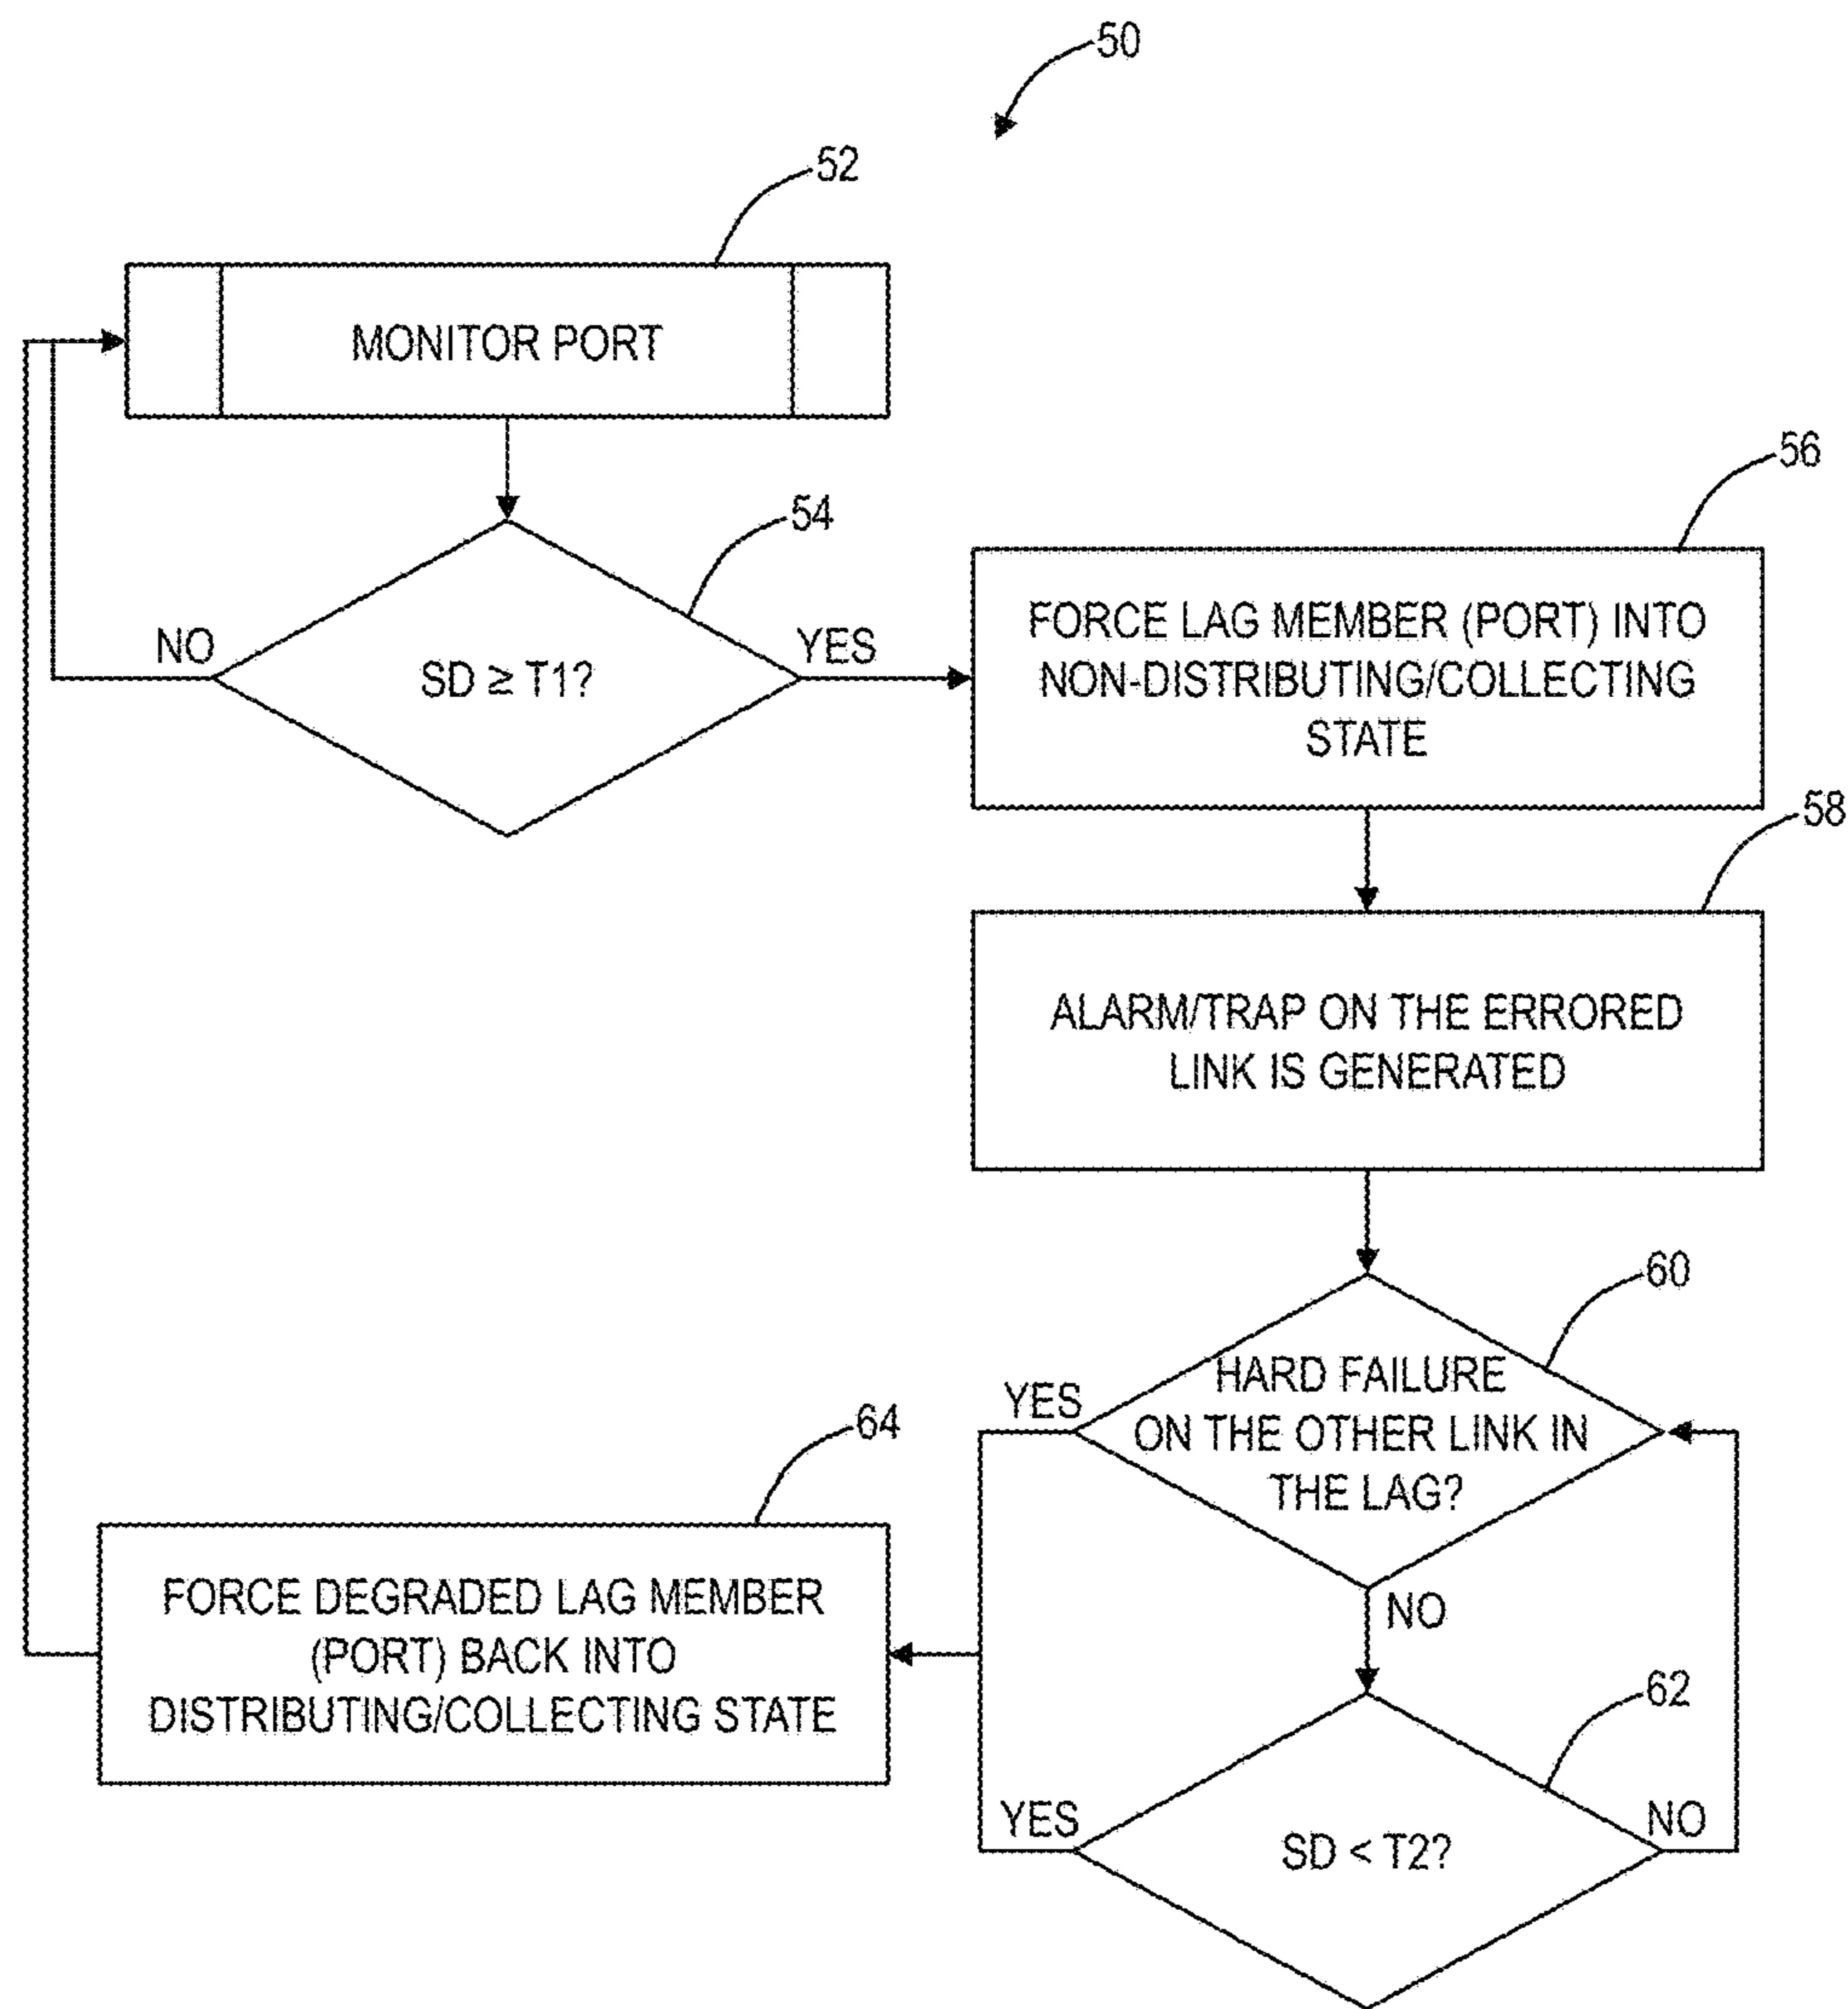 50
52
MONITOR PORT
54
56
NO
YES
SD ≥ T1?
FORCE LAG MEMBER (PORT) INTO
NON-DISTRIBUTING/COLLECTING
STATE
58
ALARM/TRAP ON THE ERRORED
LINK IS GENERATED
60
YES
HARD FAILURE
ON THE OTHER LINK IN
THE LAG?
64
FORCE DEGRADED LAG MEMBER
(PORT) BACK INTO
DISTRIBUTING/COLLECTING STATE
NO
62
YES
NO
SD < T2?